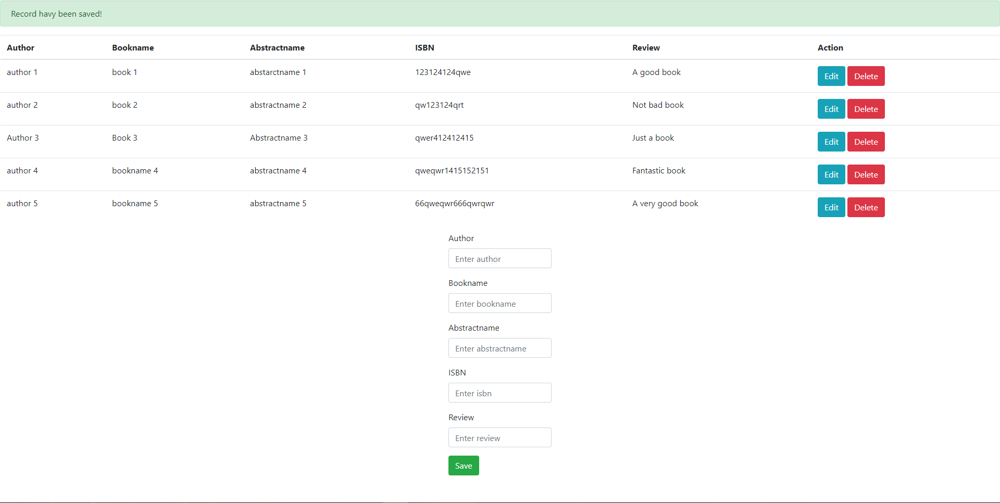 Record havy been saved!
Author Bookname Abstractname ISBN Review Action
author 1 book 1 abstarctname 1 123124124qwe A good book Edit Delete
author 2 book 2 abstractname 2 qw123124qrt Not bad book Edit Delete
Author 3 Book 3 Abstractname 3 qwer412412415 Just a book Edit Delete
author 4 bookname 4 abstractname 4 qweqwr1415152151 Fantastic book Edit Delete
author 5 bookname 5 abstractname 5 66qweqwr666qwrqwr A very good book Edit Delete
Author
Enter author
Bookname
Enter bookname
Abstractname
Enter abstractname
ISBN
Enter isbn
Review
Enter review
Save